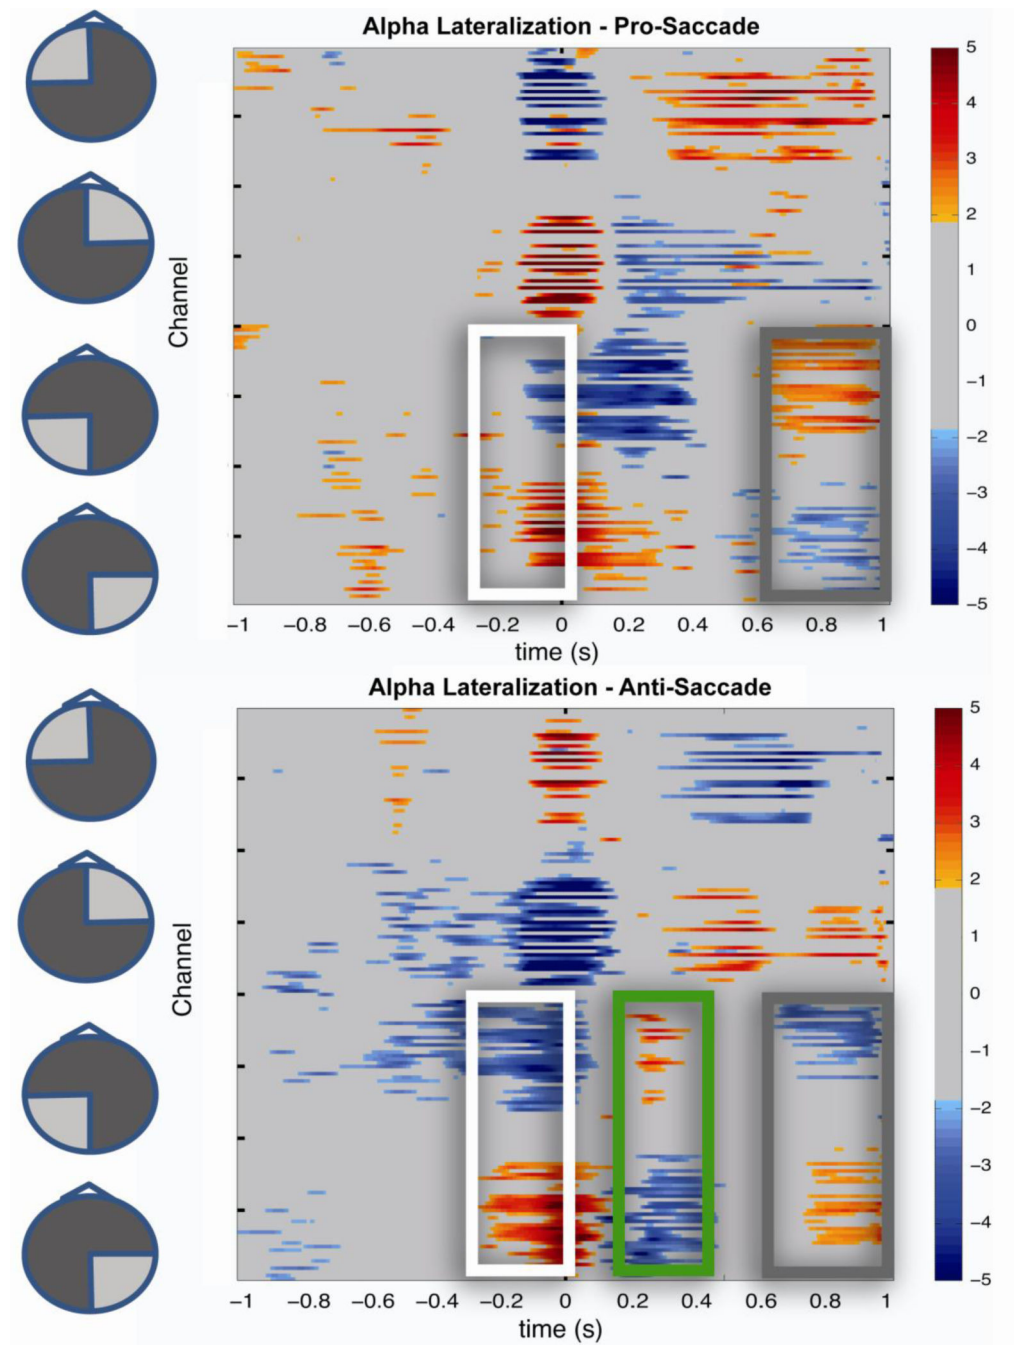 Alpha Lateralization - Pro-Saccade
Channel
5
4
3
2
1
0
−1
−2
−3
−4
−5
−1 −0.8 −0.6 −0.4 −0.2 0 0.2 0.4 0.6 0.8 1
time (s)
Alpha Lateralization - Anti-Saccade
Channel
5
4
3
2
1
0
−1
−2
−3
−4
−5
−1 −0.8 −0.6 −0.4 −0.2 0 0.2 0.4 0.6 0.8 1
time (s)